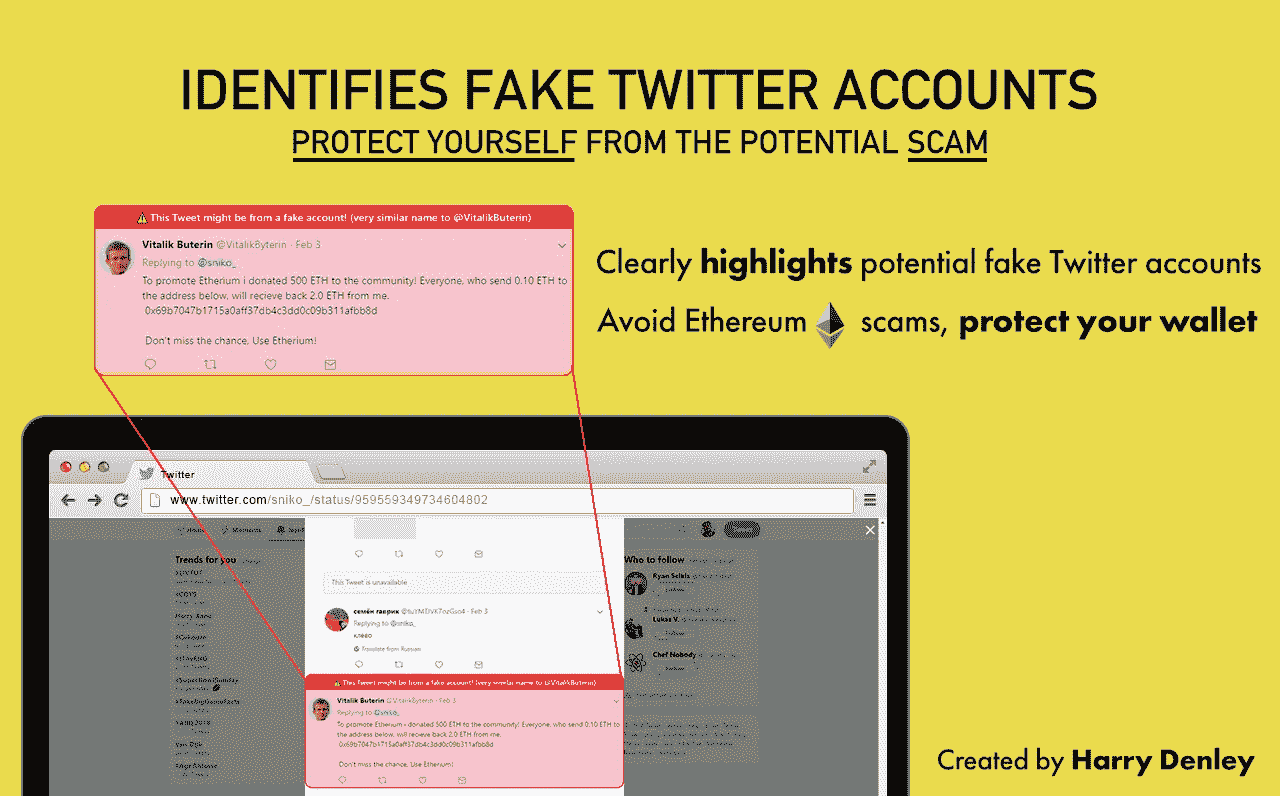 IDENTIFIES FAKE TWITTER ACCOUNTS
PROTECT YOURSELF FROM THE POTENTIAL SCAM
⚠ This Tweet might be from a fake account! (very similar name to @VitalikButerin)
Vitalik Buterin @VitalikByterin · Feb 3
Replying to @sniko_
To promote Etherium i donated 500 ETH to the community! Everyone, who send 0.10 ETH to
the address below, will recieve back 2.0 ETH from me.
0x69b7047b1715a0aff37db4c3dd0c09b311afbb8d
Don't miss the chance, Use Etherium!
Clearly highlights potential fake Twitter accounts
Avoid Ethereum scams, protect your wallet
Twitter
www.twitter.com/sniko_/status/959559349734604802
Trends for you
Who to follow
Ryan Selkis
Lukas V.
Chef Nobody
This Tweet is unavailable
семён гаврик · Feb 3
Replying to @sniko_
клёво
Translate from Russian
⚠ This Tweet might be from a fake account! (very similar name to @VitalikButerin)
Vitalik Buterin @VitalikByterin · Feb 3
Replying to @sniko_
To promote Etherium i donated 500 ETH to the community! Everyone, who send 0.10 ETH to
the address below, will recieve back 2.0 ETH from me.
0x69b7047b1715a0aff37db4c3dd0c09b311afbb8d
Don't miss the chance, Use Etherium!
Created by Harry Denley